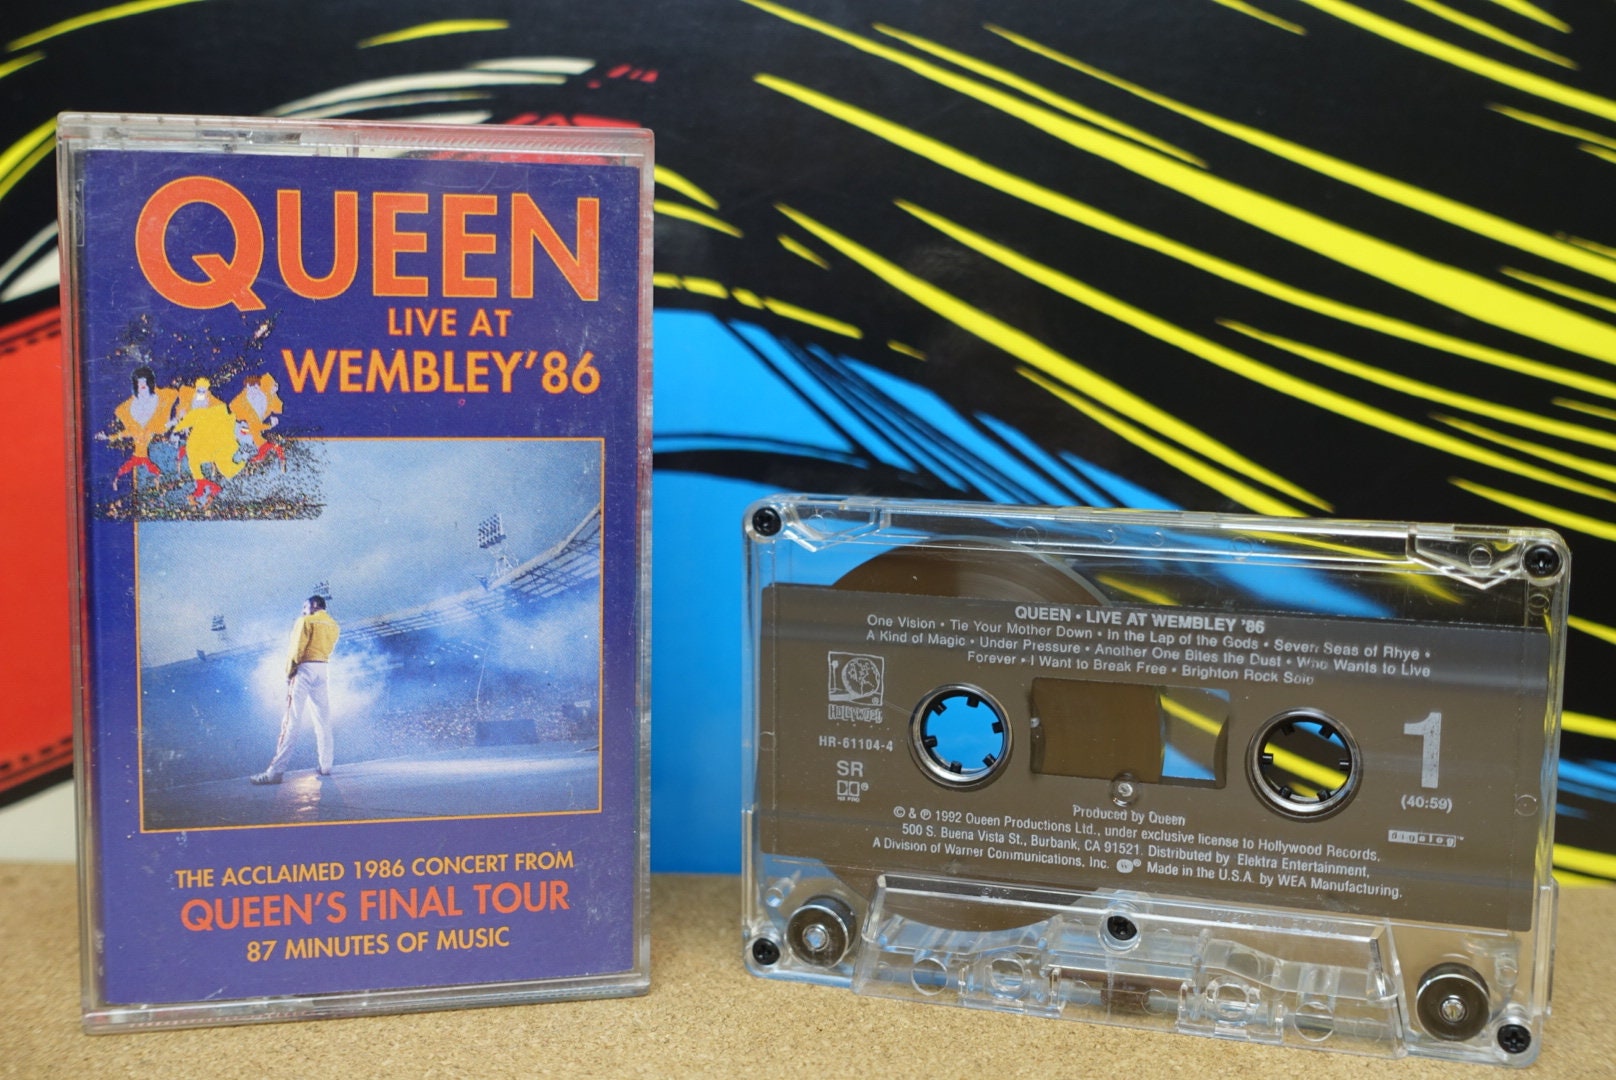 QUEEN
LIVE AT
WEMBLEY '86
THE ACCLAIMED 1986 CONCERT FROM
QUEEN'S FINAL TOUR
87 MINUTES OF MUSIC
QUEEN • LIVE AT WEMBLEY '86
One Vision • Tie Your Mother Down • In the Lap of the Gods • Seven Seas of Rhye •
A Kind of Magic • Under Pressure • Another One Bites the Dust • Who Wants to Live
Forever • I Want to Break Free • Brighton Rock Solo
HOLLYWOOD
HR-61104-4
SR
HX PRO
1
(40:59)
digalog™
Produced by Queen
© & ℗ 1992 Queen Productions Ltd., under exclusive license to Hollywood Records,
500 S. Buena Vista St., Burbank, CA 91521. Distributed by Elektra Entertainment,
A Division of Warner Communications, Inc. ® Made in the U.S.A. by WEA Manufacturing.